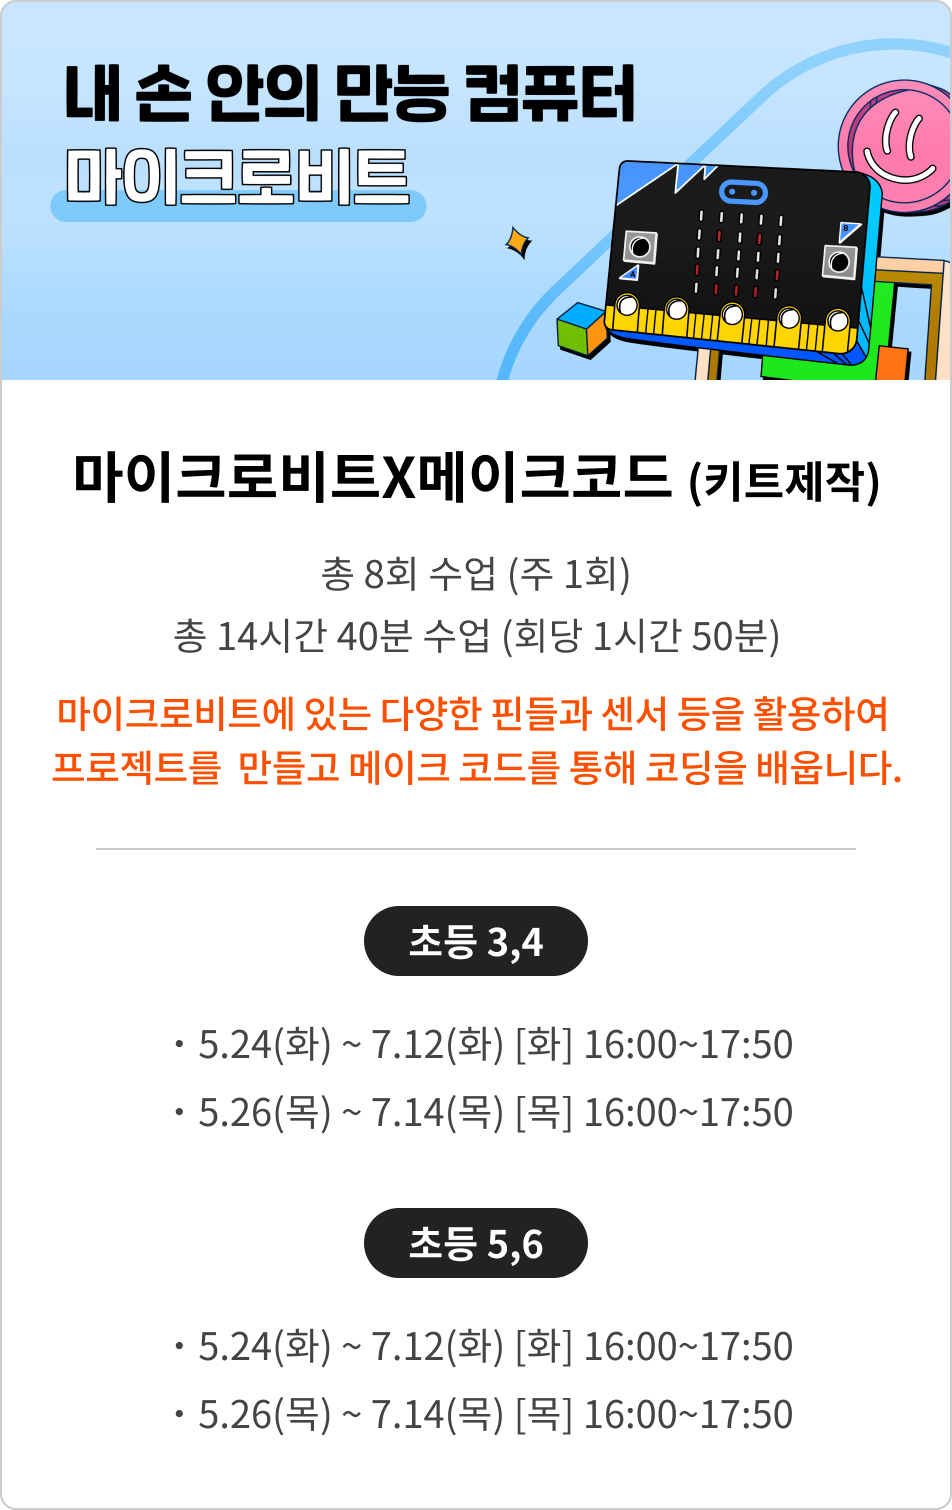 내 손 안의 만능 컴퓨터
마이크로비트
B
A
마이크로비트X메이크코드 (키트제작)
총 8회 수업 (주 1회)
총 14시간 40분 수업 (회당 1시간 50분)
마이크로비트에 있는 다양한 핀들과 센서 등을 활용하여
프로젝트를 만들고 메이크 코드를 통해 코딩을 배웁니다.
초등 3,4
· 5.24(화) ~ 7.12(화) [화] 16:00~17:50
· 5.26(목) ~ 7.14(목) [목] 16:00~17:50
초등 5,6
· 5.24(화) ~ 7.12(화) [화] 16:00~17:50
· 5.26(목) ~ 7.14(목) [목] 16:00~17:50